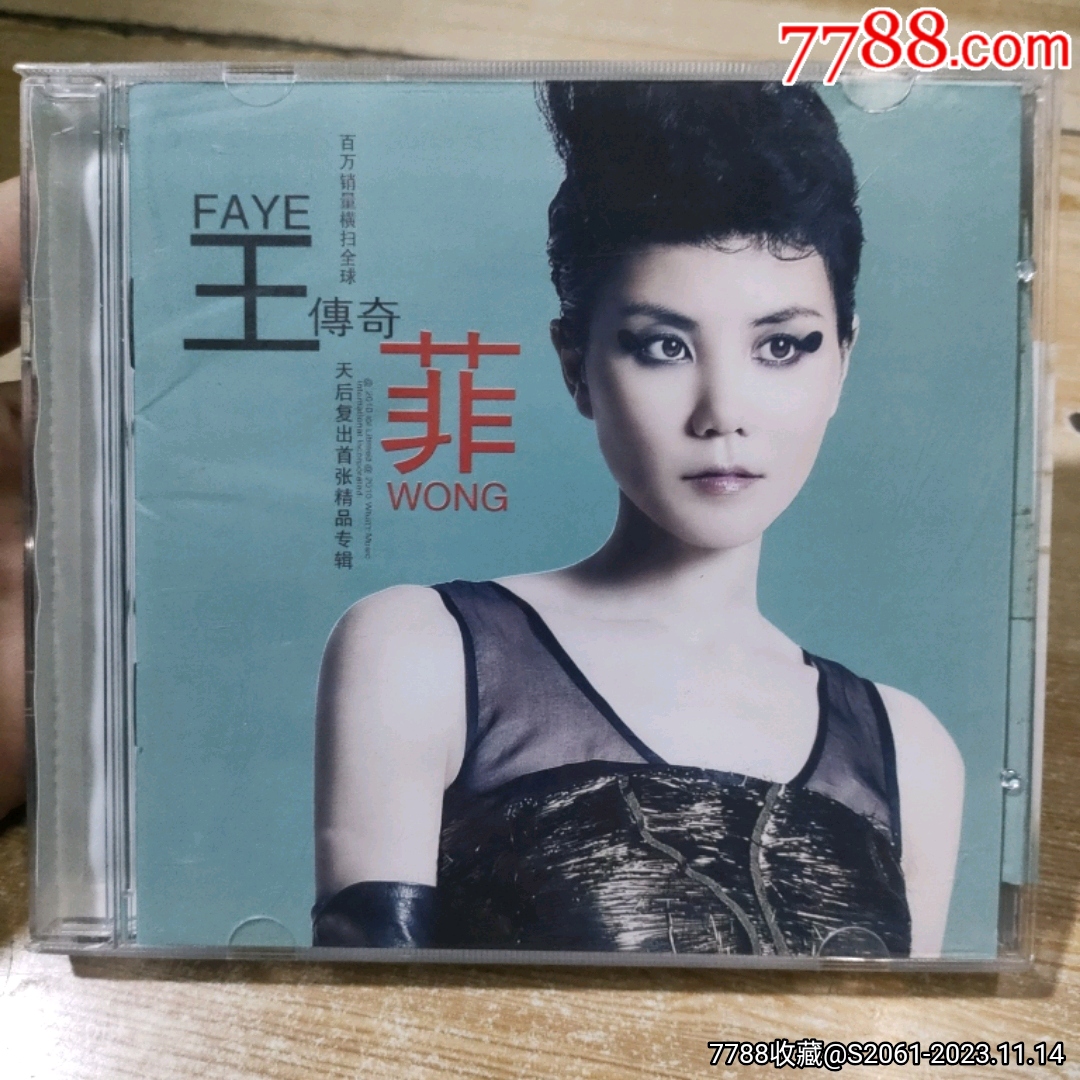 7788.com
百万销量横扫全球
FAYE
王
傳奇
菲
WONG
天后复出首张精品专辑
7788收藏@S2061-2023.11.14